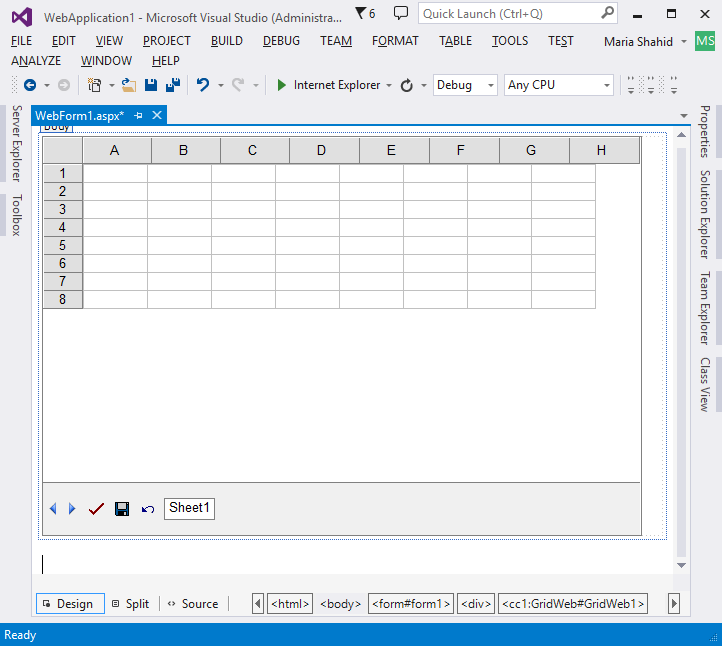 WebApplication1 - Microsoft Visual Studio (Administra... 6 Quick Launch (Ctrl+Q)
FILE EDIT VIEW PROJECT BUILD DEBUG TEAM FORMAT TABLE TOOLS TEST Maria Shahid MS
ANALYZE WINDOW HELP
Internet Explorer Debug Any CPU
WebForm1.aspx*
Server Explorer
Toolbox
Body
A B C D E F G H
1
2
3
4
5
6
7
8
Sheet1
Properties
Solution Explorer
Team Explorer
Class View
Design Split Source <html> <body> <form#form1> <div> <cc1:GridWeb#GridWeb1>
Ready